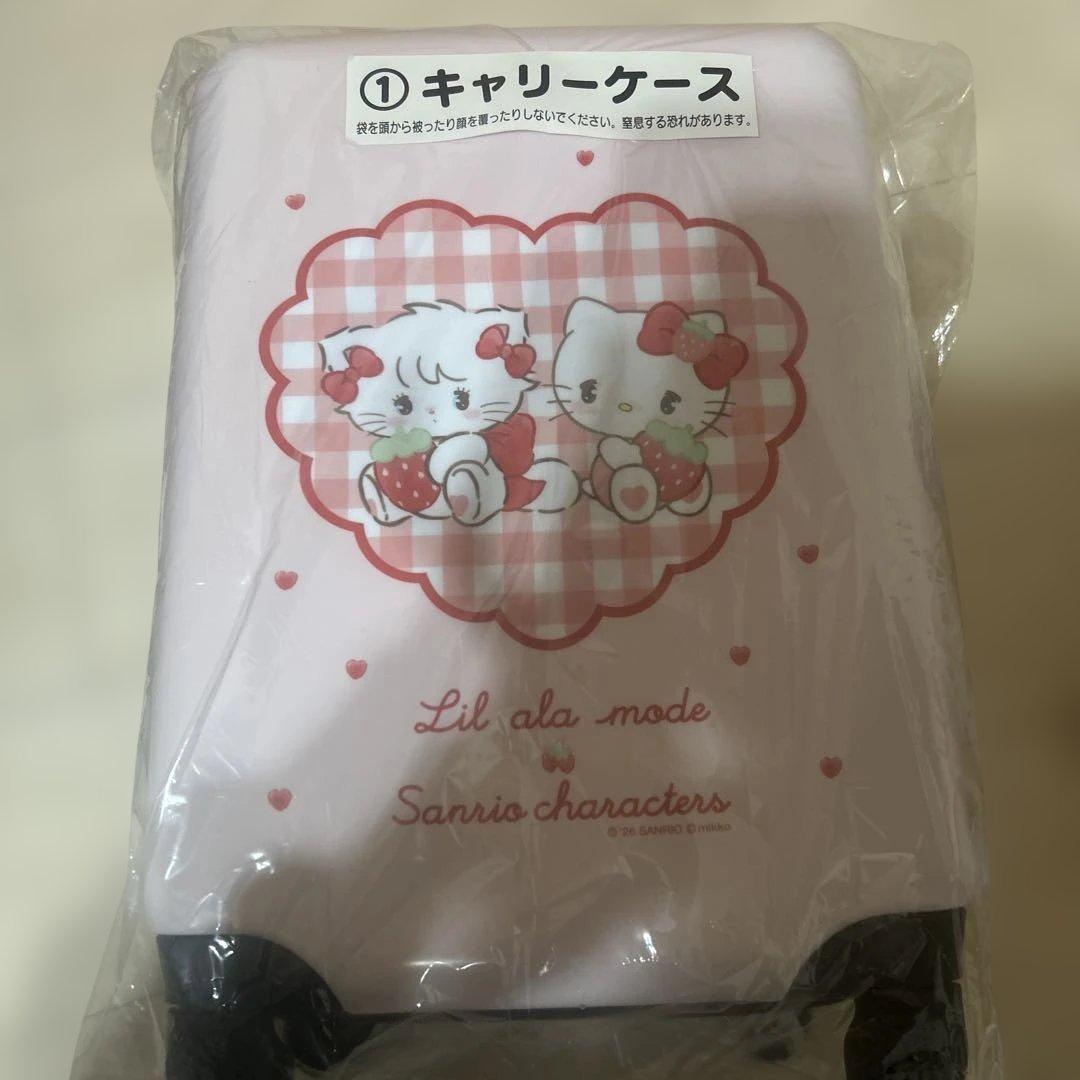 ① キャリーケース
袋を頭から被ったり顔を覆ったりしないでください。窒息する恐れがあります。
Lil ala mode
Sanrio characters
© '26 SANRIO © mikko